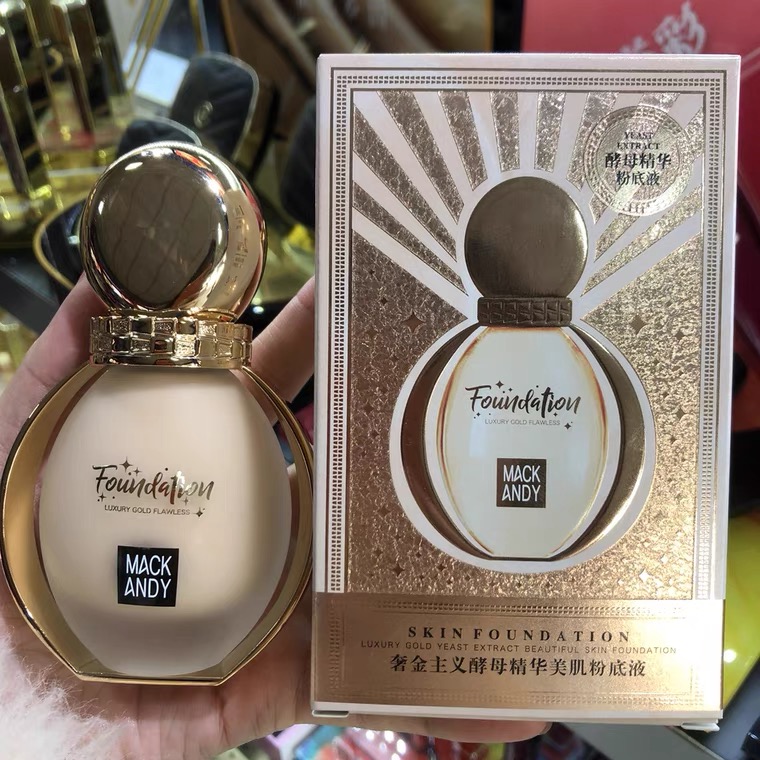 Foundation
LUXURY GOLD FLAWLESS
MACK
ANDY
YEAST
EXTRACT
酵母精华
粉底液
Foundation
LUXURY GOLD FLAWLESS
MACK
ANDY
SKIN FOUNDATION
LUXURY GOLD YEAST EXTRACT BEAUTIFUL SKIN FOUNDATION
奢金主义酵母精华美肌粉底液
彩